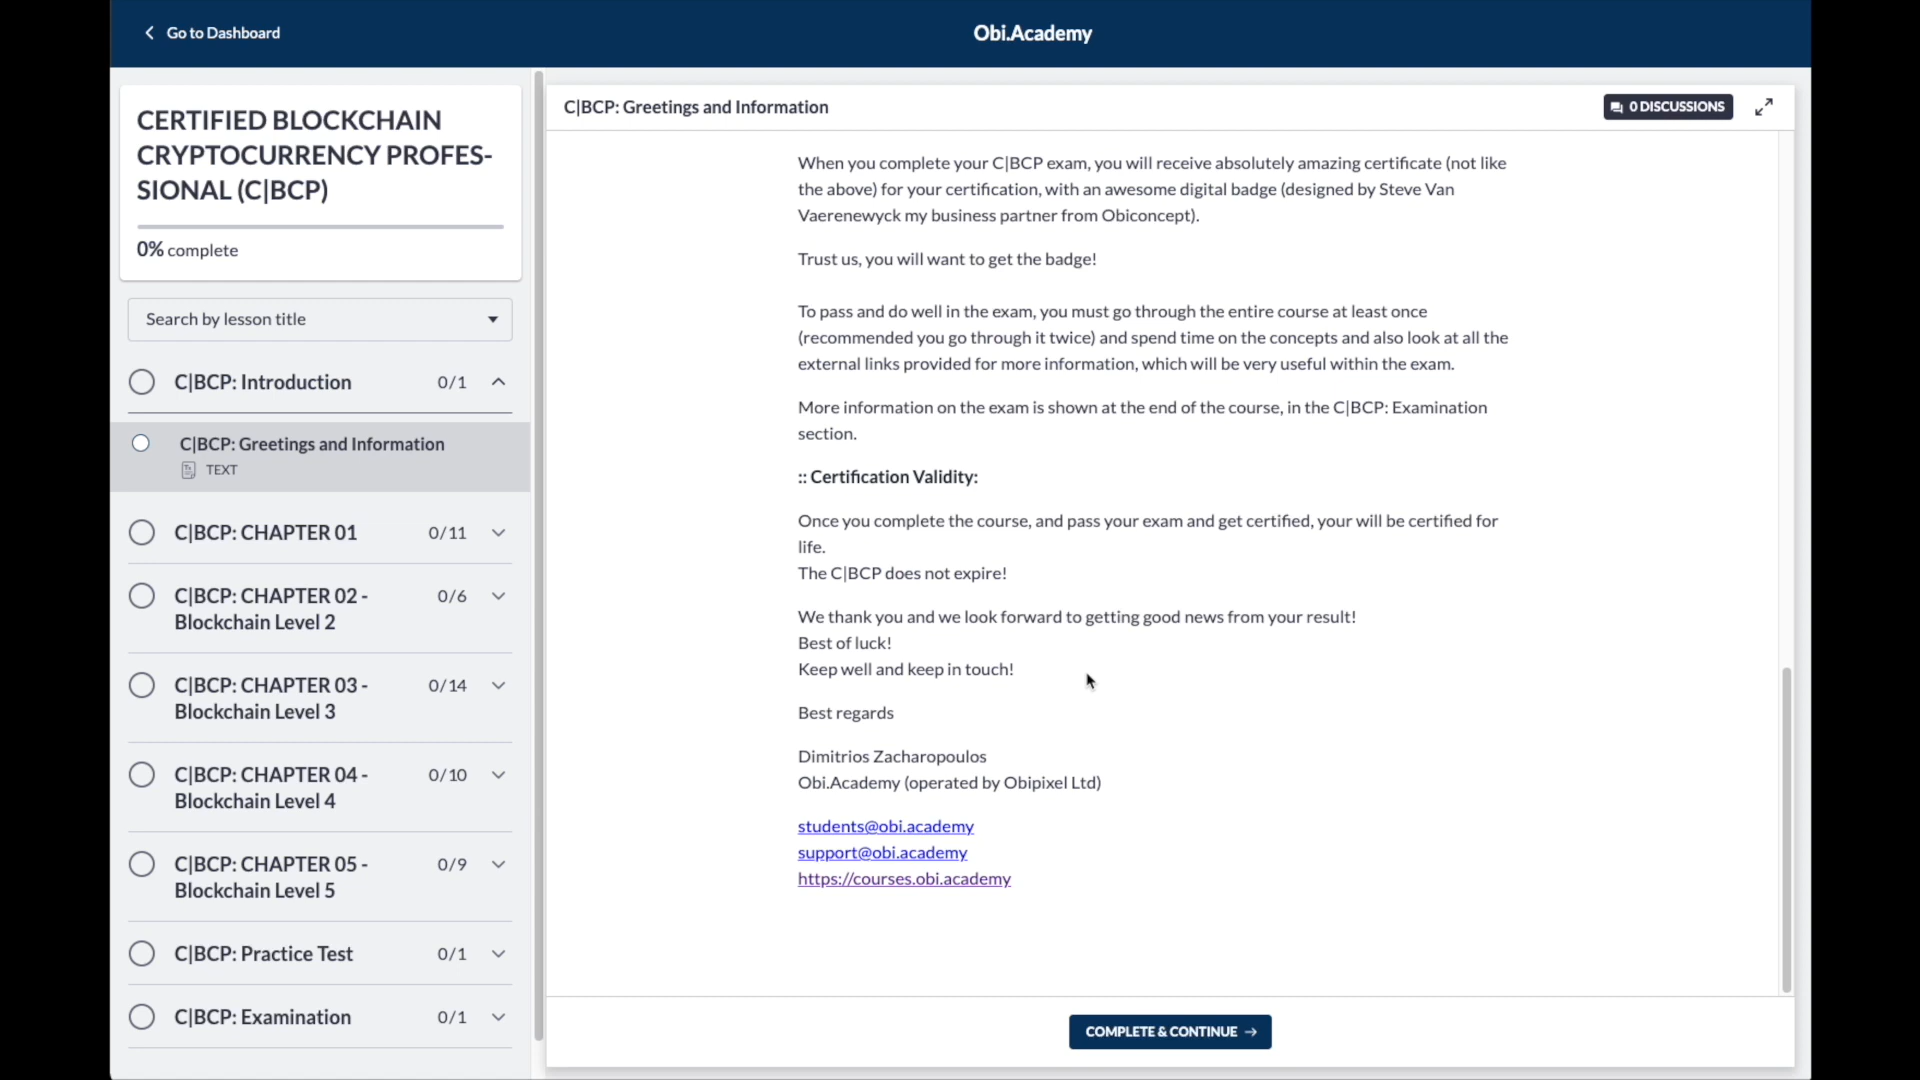 Go to Dashboard
Obi.Academy
CERTIFIED BLOCKCHAIN
CRYPTOCURRENCY PROFES-
SIONAL (C|BCP)
0% complete
Search by lesson title
C|BCP: Introduction 0/1
C|BCP: Greetings and Information
TEXT
C|BCP: CHAPTER 01 0/11
C|BCP: CHAPTER 02 - 0/6
Blockchain Level 2
C|BCP: CHAPTER 03 - 0/14
Blockchain Level 3
C|BCP: CHAPTER 04 - 0/10
Blockchain Level 4
C|BCP: CHAPTER 05 - 0/9
Blockchain Level 5
C|BCP: Practice Test 0/1
C|BCP: Examination 0/1
C|BCP: Greetings and Information
0 DISCUSSIONS
When you complete your C|BCP exam, you will receive absolutely amazing certificate (not like
the above) for your certification, with an awesome digital badge (designed by Steve Van
Vaerenewyck my business partner from Obiconcept).
Trust us, you will want to get the badge!
To pass and do well in the exam, you must go through the entire course at least once
(recommended you go through it twice) and spend time on the concepts and also look at all the
external links provided for more information, which will be very useful within the exam.
More information on the exam is shown at the end of the course, in the C|BCP: Examination
section.
:: Certification Validity:
Once you complete the course, and pass your exam and get certified, your will be certified for
life.
The C|BCP does not expire!
We thank you and we look forward to getting good news from your result!
Best of luck!
Keep well and keep in touch!
Best regards
Dimitrios Zacharopoulos
Obi.Academy (operated by Obipixel Ltd)
students@obi.academy
support@obi.academy
https://courses.obi.academy
COMPLETE & CONTINUE →